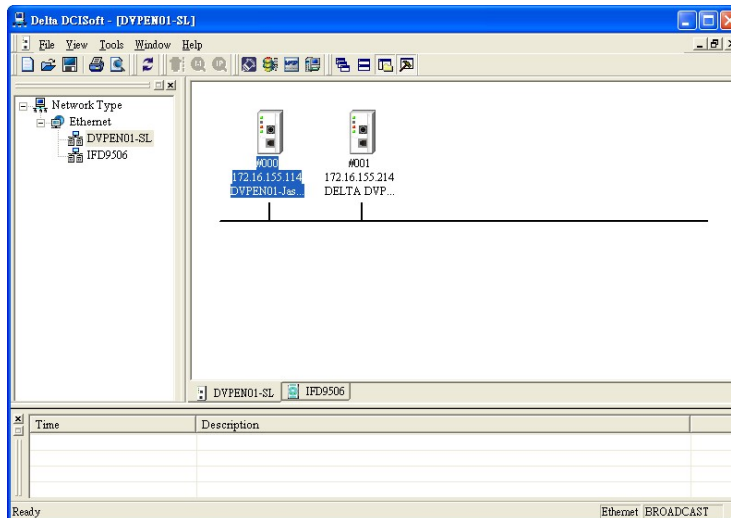 Delta DCISoft - [DVPEN01-SL]
File View Tools Window Help
Network Type
Ethernet
DVPEN01-SL
IFD9506
#000
172.16.155.114
DVPEN01-Jas...
#001
172.16.155.214
DELTA DVP...
DVPEN01-SL IFD9506
Time Description
Ready Ethernet BROADCAST